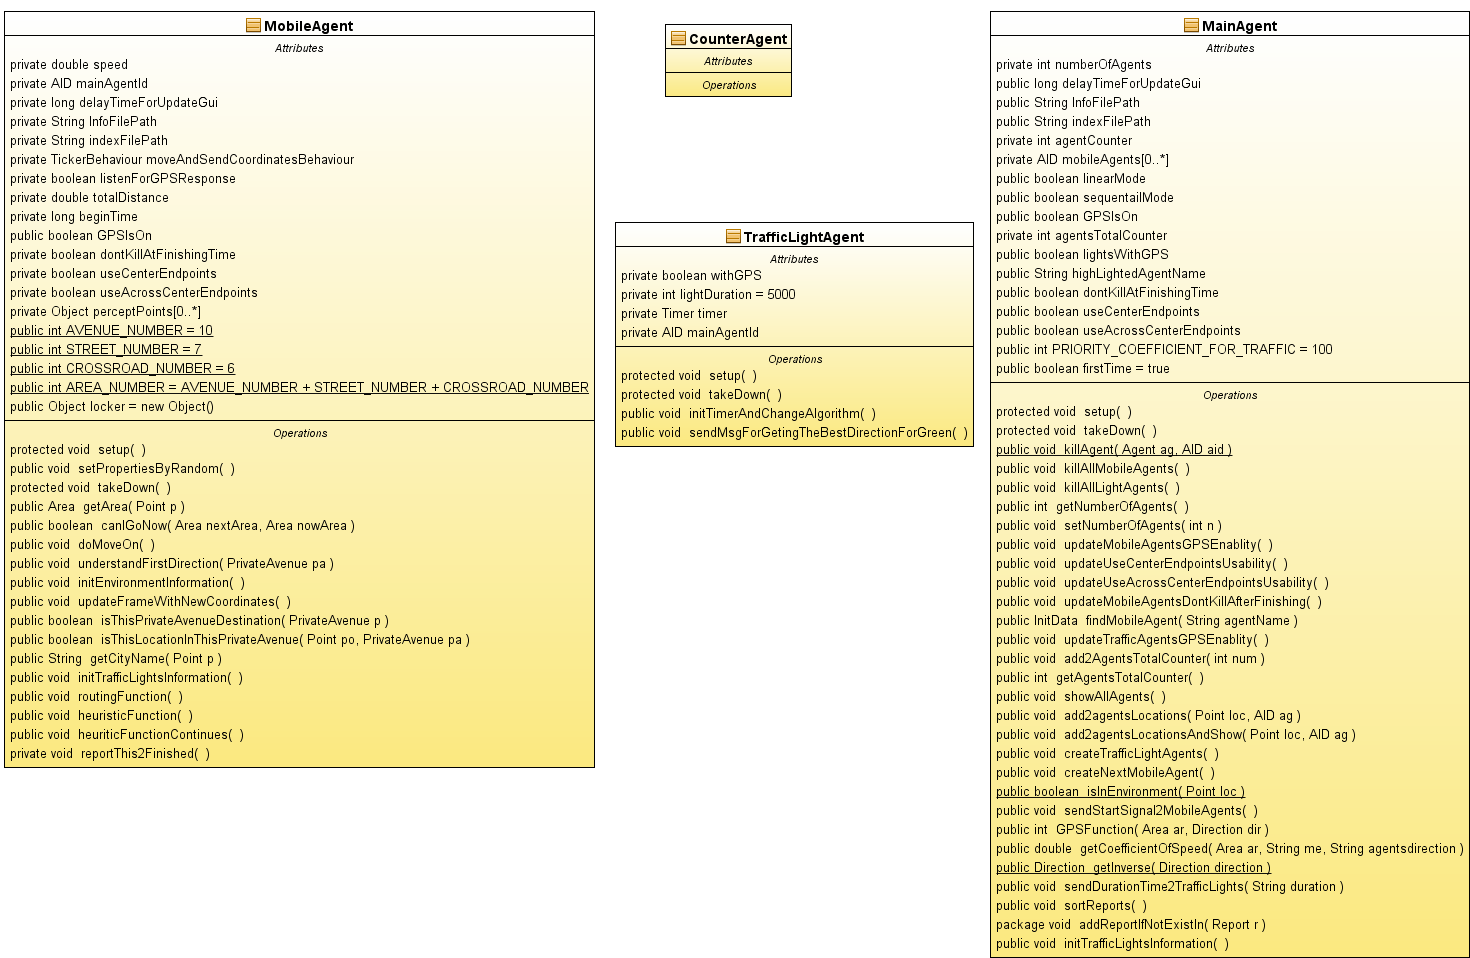 MobileAgent
Attributes
private double speed
private AID mainAgentId
private long delayTimeForUpdateGui
private String InfoFilePath
private String indexFilePath
private TickerBehaviour moveAndSendCoordinatesBehaviour
private boolean listenForGPSResponse
private double totalDistance
private long beginTime
public boolean GPSIsOn
private boolean dontKillAtFinishingTime
private boolean useCenterEndpoints
private boolean useAcrossCenterEndpoints
private Object perceptPoints[0..*]
public int AVENUE_NUMBER = 10
public int STREET_NUMBER = 7
public int CROSSROAD_NUMBER = 6
public int AREA_NUMBER = AVENUE_NUMBER + STREET_NUMBER + CROSSROAD_NUMBER
public Object locker = new Object()
Operations
protected void setup( )
public void setPropertiesByRandom( )
protected void takeDown( )
public Area getArea( Point p )
public boolean canIGoNow( Area nextArea, Area nowArea )
public void doMoveOn( )
public void understandFirstDirection( PrivateAvenue pa )
public void initEnvironmentInformation( )
public void updateFrameWithNewCoordinates( )
public boolean isThisPrivateAvenueDestination( PrivateAvenue p )
public boolean isThisLocationInThisPrivateAvenue( Point po, PrivateAvenue pa )
public String getCityName( Point p )
public void initTrafficLightsInformation( )
public void routingFunction( )
public void heuristicFunction( )
public void heuriticFunctionContinues( )
private void reportThis2Finished( )
CounterAgent
Attributes
Operations
TrafficLightAgent
Attributes
private boolean withGPS
private int lightDuration = 5000
private Timer timer
private AID mainAgentId
Operations
protected void setup( )
protected void takeDown( )
public void initTimerAndChangeAlgorithm( )
public void sendMsgForGetingTheBestDirectionForGreen( )
MainAgent
Attributes
private int numberOfAgents
public long delayTimeForUpdateGui
public String InfoFilePath
public String indexFilePath
private int agentCounter
private AID mobileAgents[0..*]
public boolean linearMode
public boolean sequentailMode
public boolean GPSIsOn
private int agentsTotalCounter
public boolean lightsWithGPS
public String highLightedAgentName
public boolean dontKillAtFinishingTime
public boolean useCenterEndpoints
public boolean useAcrossCenterEndpoints
public int PRIORITY_COEFFICIENT_FOR_TRAFFIC = 100
public boolean firstTime = true
Operations
protected void setup( )
protected void takeDown( )
public void killAgent( Agent ag, AID aid )
public void killAllMobileAgents( )
public void killAllLightAgents( )
public int getNumberOfAgents( )
public void setNumberOfAgents( int n )
public void updateMobileAgentsGPSEnablity( )
public void updateUseCenterEndpointsUsability( )
public void updateUseAcrossCenterEndpointsUsability( )
public void updateMobileAgentsDontKillAfterFinishing( )
public InitData findMobileAgent( String agentName )
public void updateTrafficAgentsGPSEnablity( )
public void add2AgentsTotalCounter( int num )
public int getAgentsTotalCounter( )
public void showAllAgents( )
public void add2agentsLocations( Point loc, AID ag )
public void add2agentsLocationsAndShow( Point loc, AID ag )
public void createTrafficLightAgents( )
public void createNextMobileAgent( )
public boolean isInEnvironment( Point loc )
public void sendStartSignal2MobileAgents( )
public int GPSFunction( Area ar, Direction dir )
public double getCoefficientOfSpeed( Area ar, String me, String agentsdirection )
public Direction getInverse( Direction direction )
public void sendDurationTime2TrafficLights( String duration )
public void sortReports( )
package void addReportIfNotExistIn( Report r )
public void initTrafficLightsInformation( )